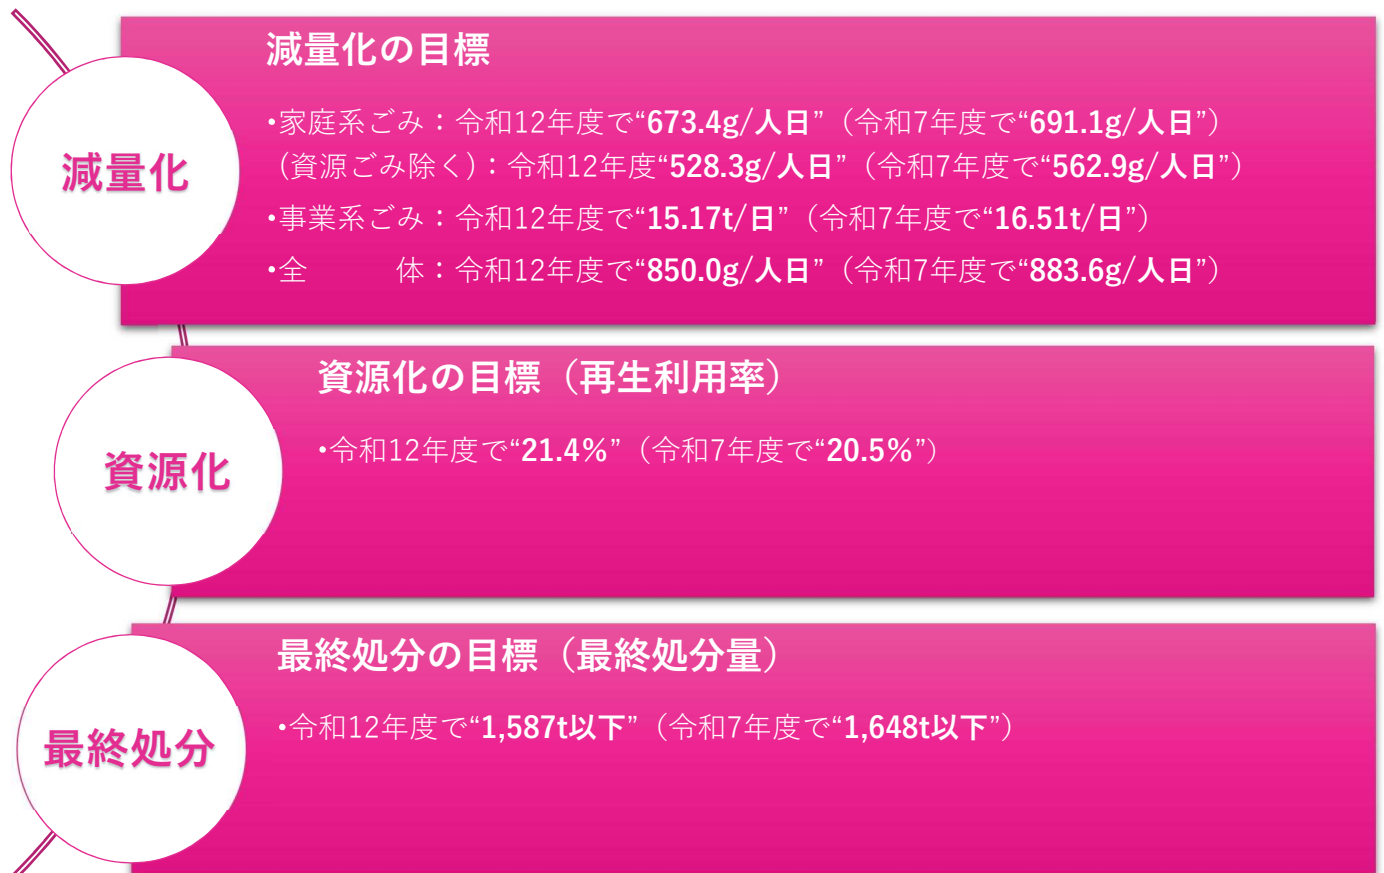 減量化
減量化の目標
•家庭系ごみ：令和12年度で“673.4g/人日”（令和7年度で“691.1g/人日”）
(資源ごみ除く)：令和12年度“528.3g/人日”（令和7年度で“562.9g/人日”）
•事業系ごみ：令和12年度で“15.17t/日”（令和7年度で“16.51t/日”）
•全　　　体：令和12年度で“850.0g/人日”（令和7年度で“883.6g/人日”）
資源化
資源化の目標（再生利用率）
•令和12年度で“21.4%”（令和7年度で“20.5%”）
最終処分
最終処分の目標（最終処分量）
•令和12年度で“1,587t以下”（令和7年度で“1,648t以下”）